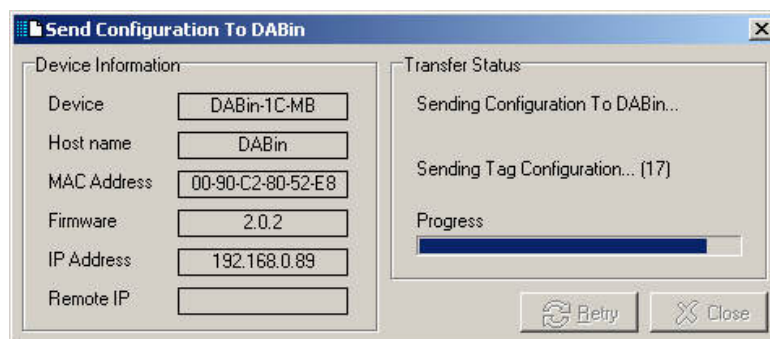 Send Configuration To DABin
Device Information
Device DABin-1C-MB
Host name DABin
MAC Address 00-90-C2-80-52-E8
Firmware 2.0.2
IP Address 192.168.0.89
Remote IP
Transfer Status
Sending Configuration To DABin...
Sending Tag Configuration... (17)
Progress
Retry Close